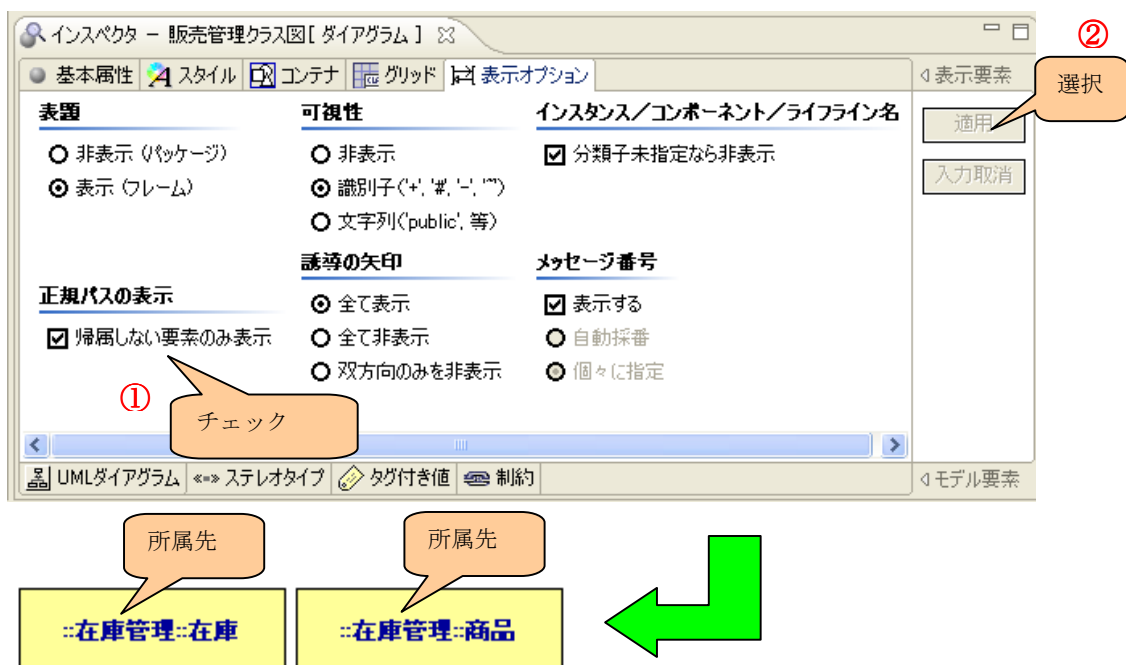 インスペクタ － 販売管理クラス図[ ダイアグラム ]
②
基本属性 スタイル コンテナ グリッド 表示オプション
表示要素
選択
表題
可視性
インスタンス／コンポーネント／ライフライン名
適用
非表示（パッケージ）
非表示
分類子未指定なら非表示
入力取消
表示（フレーム）
識別子('+', '#', '-', '~')
文字列('public', 等)
誘導の矢印
メッセージ番号
正規パスの表示
全て表示
表示する
帰属しない要素のみ表示
全て非表示
自動採番
双方向のみを非表示
個々に指定
①
チェック
UMLダイアグラム «=» ステレオタイプ タグ付き値 制約
モデル要素
所属先
所属先
::在庫管理::在庫
::在庫管理::商品